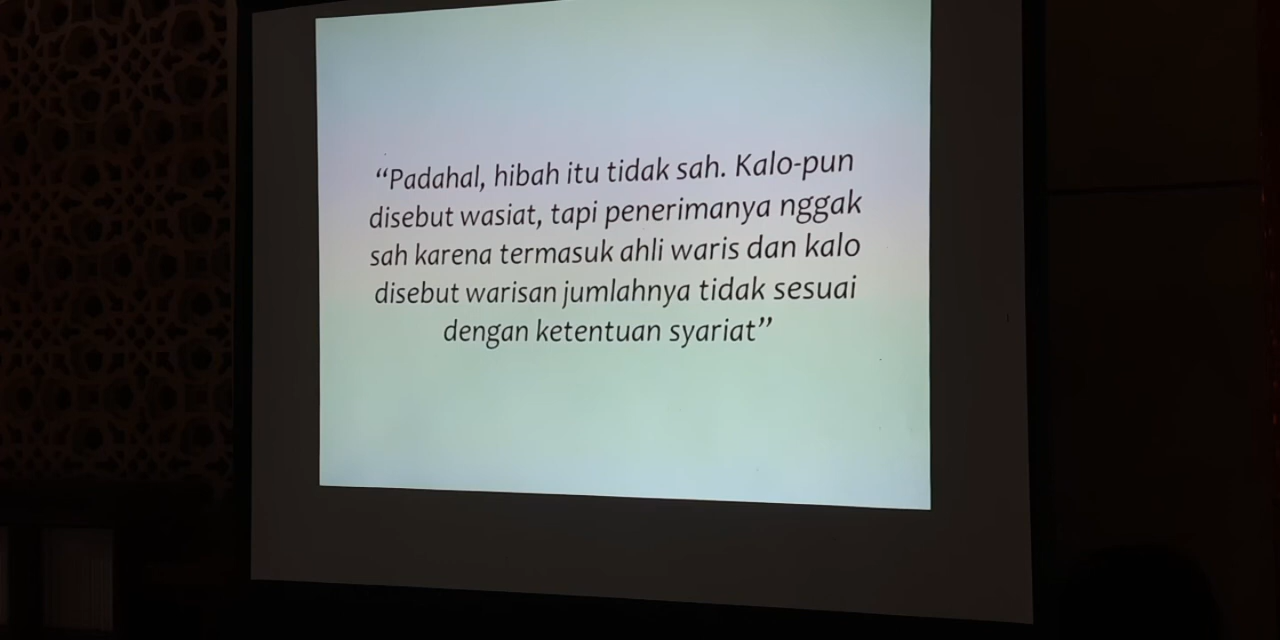 “Padahal, hibah itu tidak sah. Kalo-pun
disebut wasiat, tapi penerimanya nggak
sah karena termasuk ahli waris dan kalo
disebut warisan jumlahnya tidak sesuai
dengan ketentuan syariat”